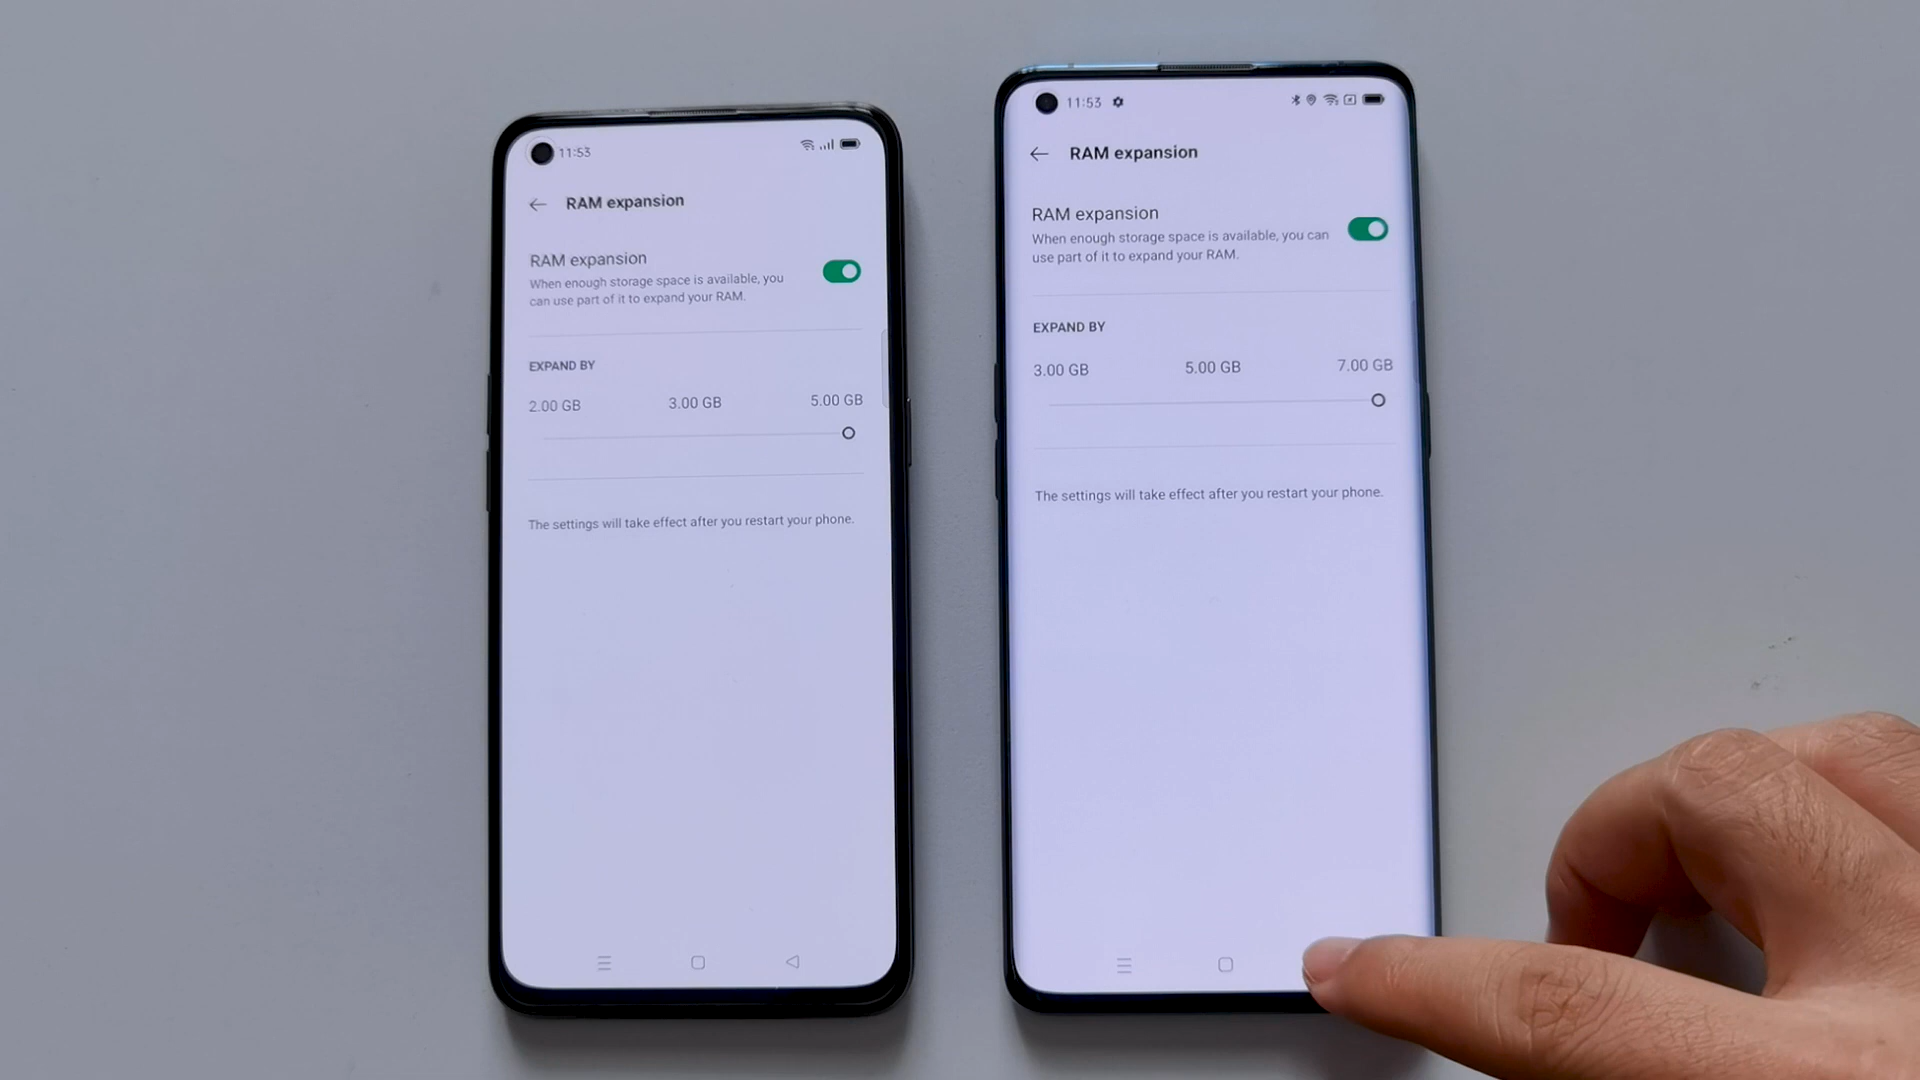 11:53
RAM expansion
RAM expansion
When enough storage space is available, you
can use part of it to expand your RAM.
EXPAND BY
2.00 GB 3.00 GB 5.00 GB
The settings will take effect after you restart your phone.
11:53
RAM expansion
RAM expansion
When enough storage space is available, you can
use part of it to expand your RAM.
EXPAND BY
3.00 GB 5.00 GB 7.00 GB
The settings will take effect after you restart your phone.